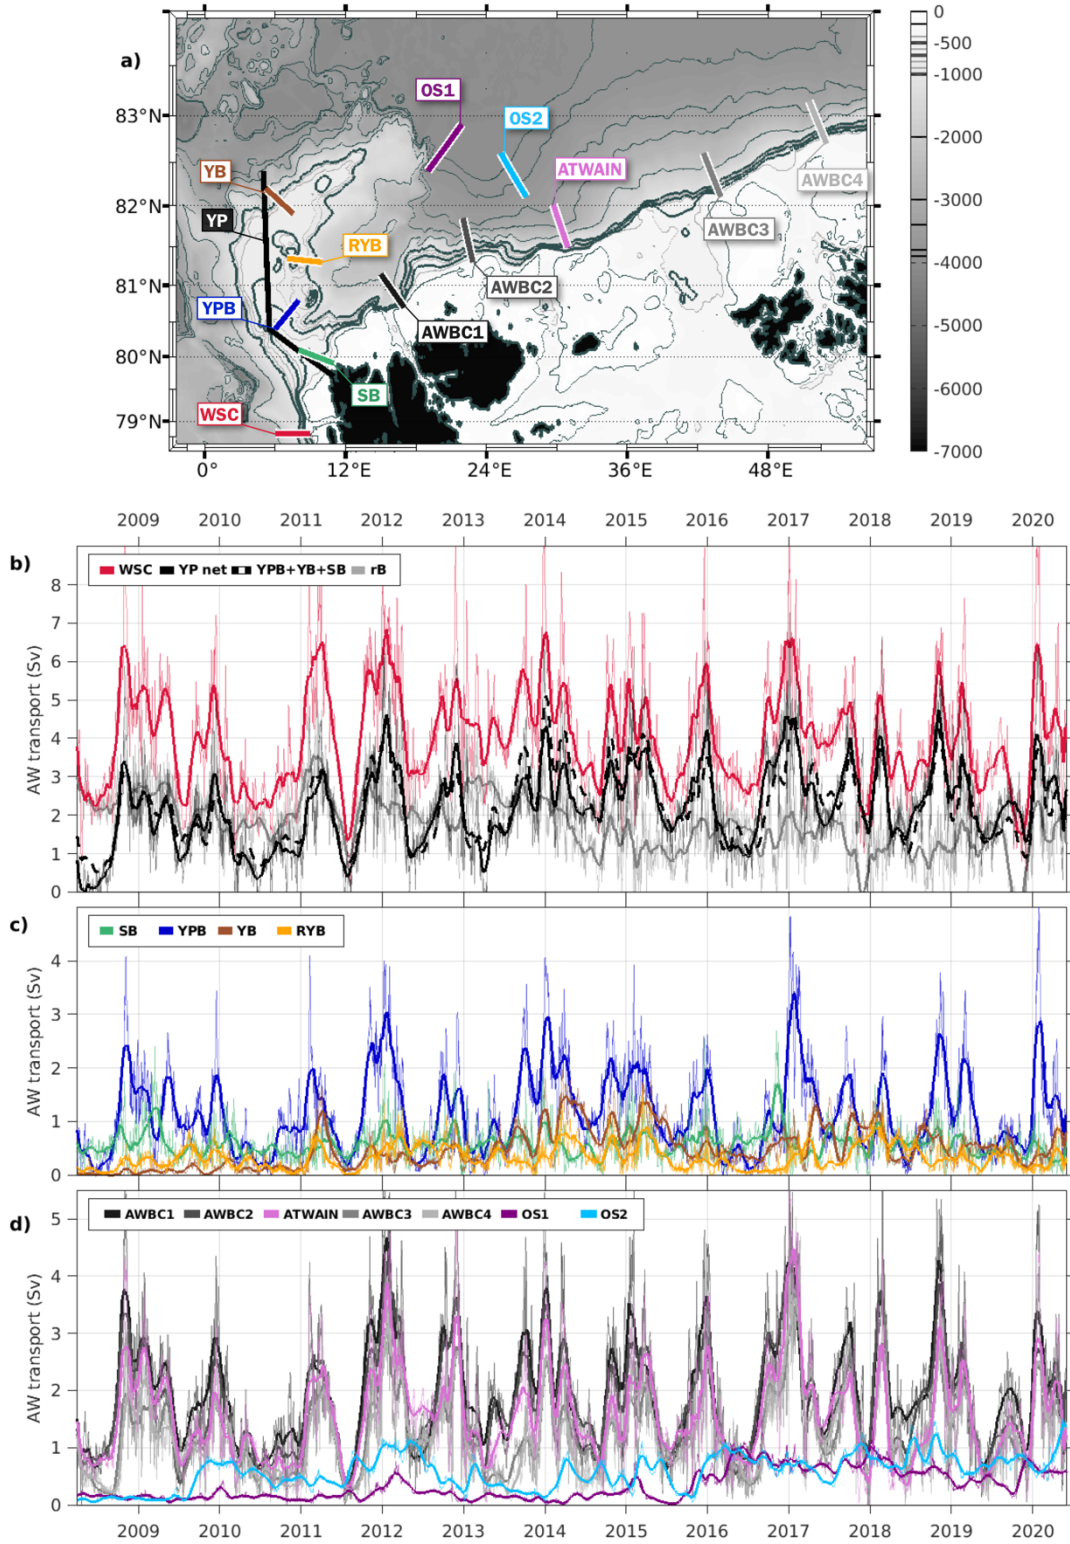 a)
0
-500
-1000
-2000
-3000
-4000
-5000
-6000
-7000
83°N
82°N
81°N
80°N
79°N
0°
12°E
24°E
36°E
48°E
OS1
OS2
ATWAIN
YB
YP
RYB
YPB
AWBC4
AWBC3
AWBC2
AWBC1
SB
WSC
2009 2010 2011 2012 2013 2014 2015 2016 2017 2018 2019 2020
b)
WSC YP net YPB+YB+SB rB
AW transport (Sv)
8
7
6
5
4
3
2
1
0
c)
SB YPB YB RYB
AW transport (Sv)
4
3
2
1
0
d)
AWBC1 AWBC2 ATWAIN AWBC3 AWBC4 OS1 OS2
AW transport (Sv)
5
4
3
2
1
0
2009 2010 2011 2012 2013 2014 2015 2016 2017 2018 2019 2020